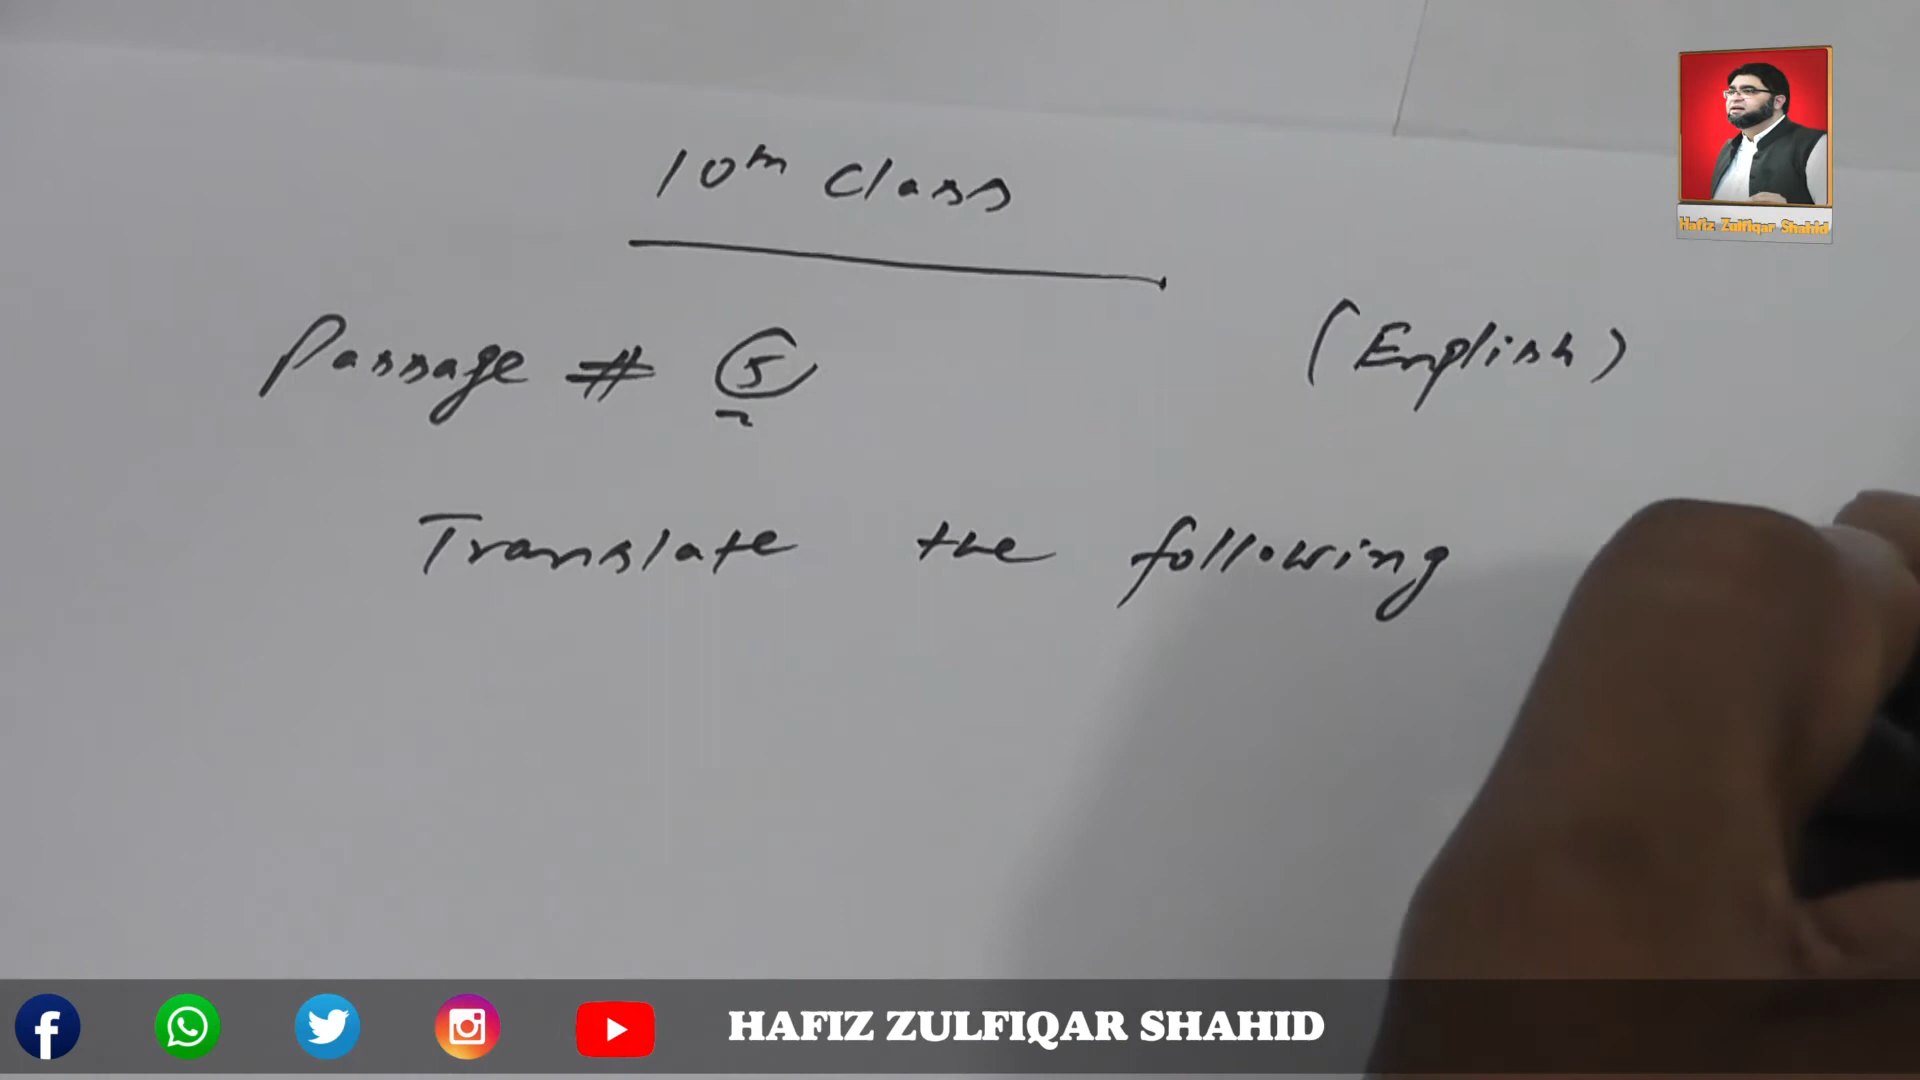 10th Class
Hafiz Zulfiqar Shahid
Passage # 5
(English)
Translate the following
HAFIZ ZULFIQAR SHAHID